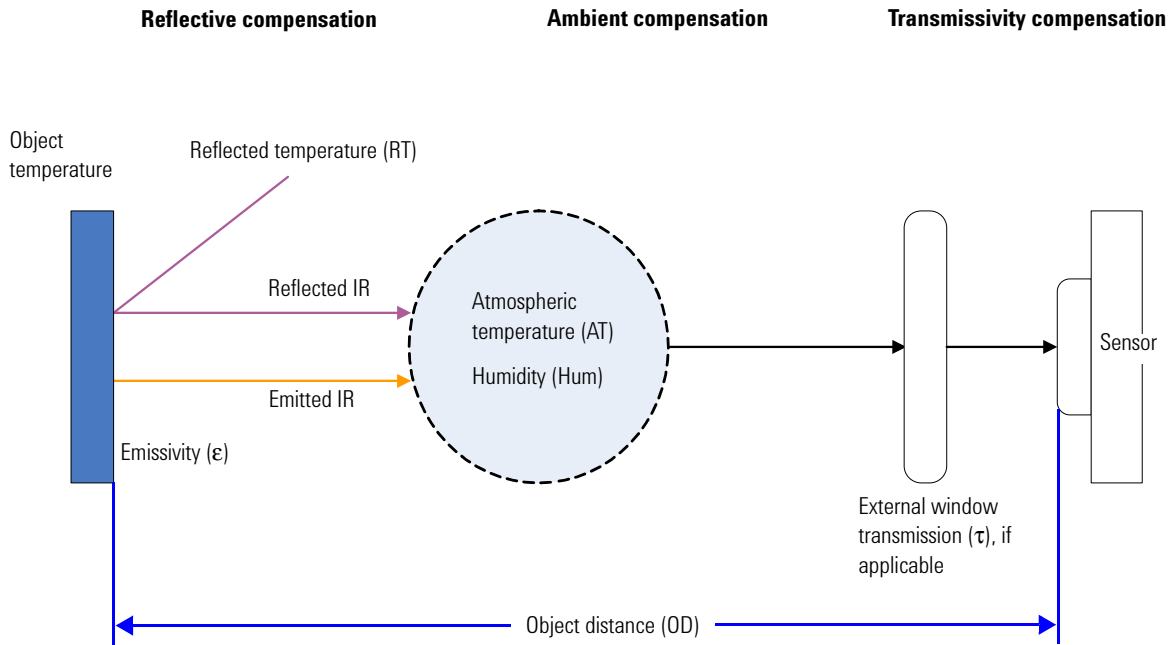 Reflective compensation
Ambient compensation
Transmissivity compensation
Object
temperature
Reflected temperature (RT)
Reflected IR
Atmospheric
temperature (AT)
Humidity (Hum)
Sensor
Emitted IR
Emissivity (ε)
External window
transmission (τ), if
applicable
Object distance (OD)